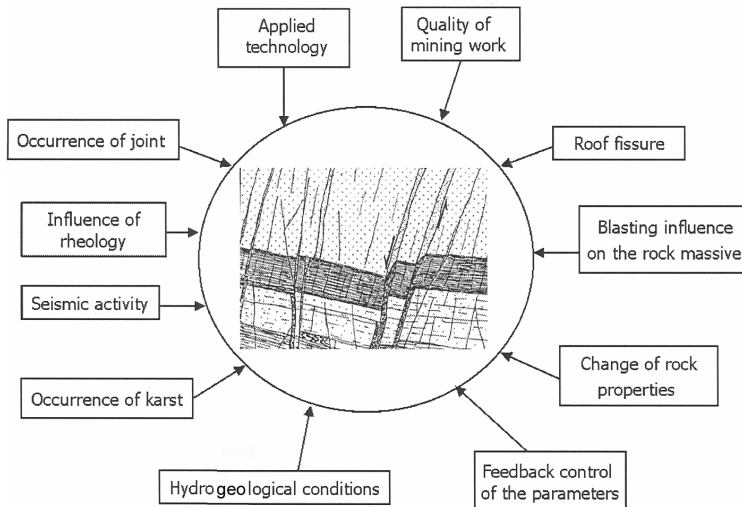 Applied
technology
Quality of
mining work
Occurrence of joint
Roof fissure
Influence of
rheology
Blasting influence
on the rock massive
Seismic activity
Change of rock
properties
Occurrence of karst
Hydrogeological conditions
Feedback control
of the parameters